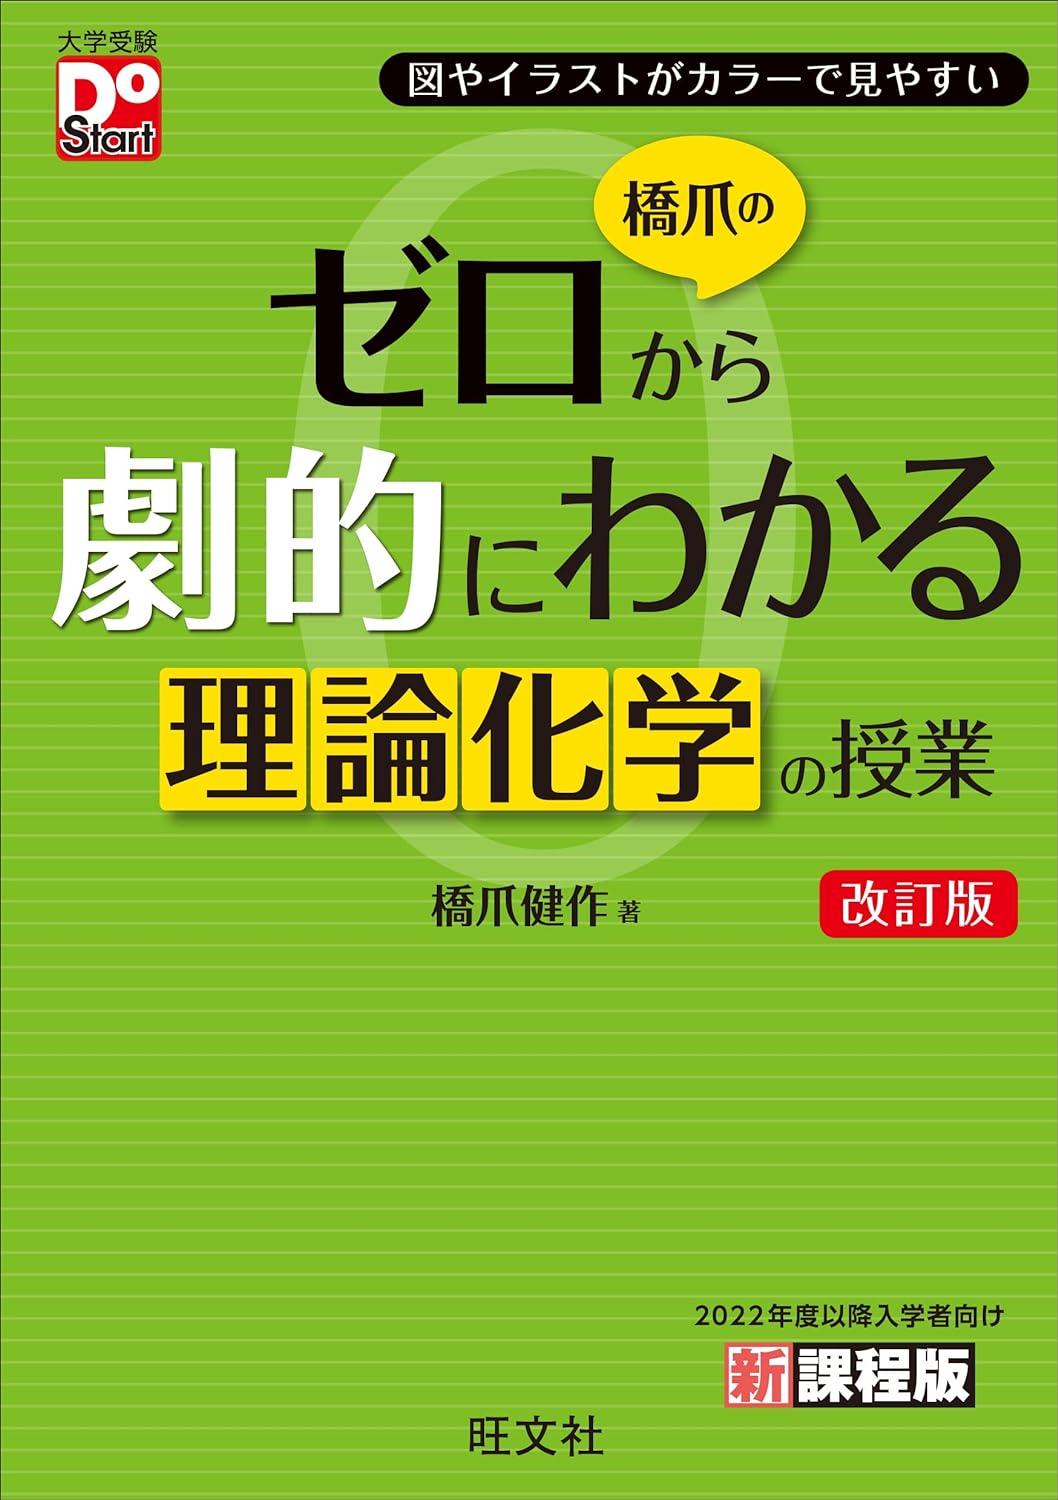 大学受験
Do
Start
図やイラストがカラーで見やすい
橋爪の
ゼロから
劇的にわかる
理論化学の授業
橋爪健作 著
改訂版
2022年度以降入学者向け
新課程版
旺文社